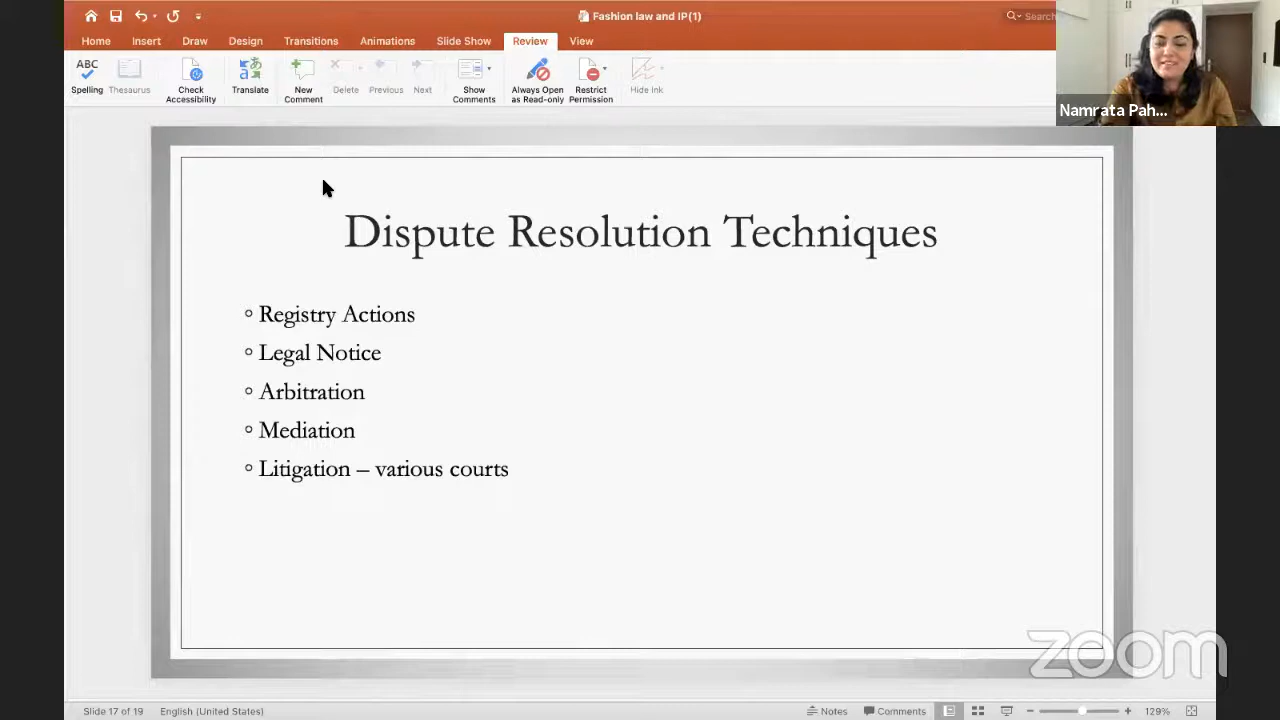 Fashion law and IP(1)
Search
Home Insert Draw Design Transitions Animations Slide Show Review View
ABC
Spelling Thesaurus Check Accessibility Translate New Comment Delete Previous Next Show Comments Always Open as Read-only Restrict Permission Hide Ink
Namrata Pah...
Dispute Resolution Techniques
Registry Actions
Legal Notice
Arbitration
Mediation
Litigation – various courts
zoom
Slide 17 of 19 English (United States) Notes Comments 129%